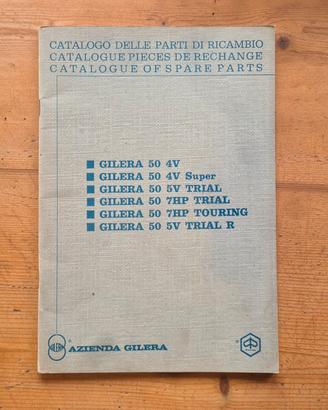 CATALOGO DELLE PARTI DI RICAMBIO
CATALOGUE PIECES DE RECHANGE
CATALOGUE OF SPARE PARTS
GILERA 50 4V
GILERA 50 4V Super
GILERA 50 5V TRIAL
GILERA 50 7HP TRIAL
GILERA 50 7HP TOURING
GILERA 50 5V TRIAL R
GILERA ® AZIENDA GILERA ®